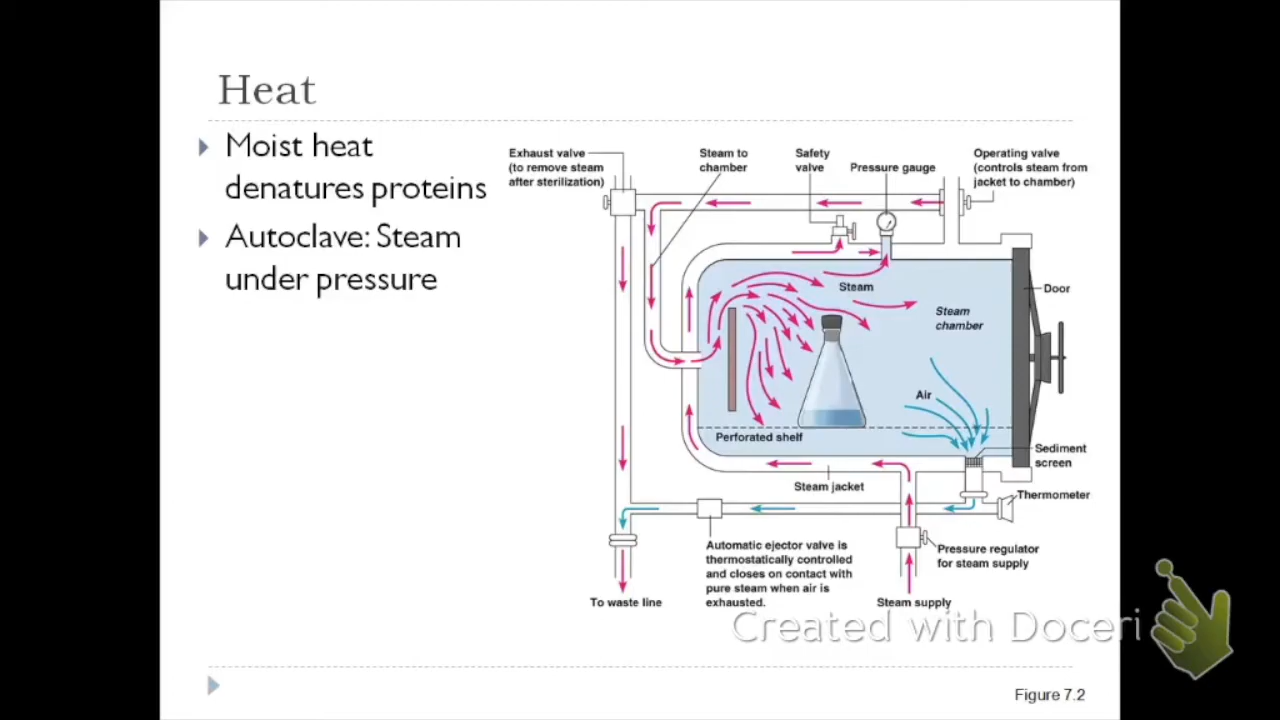 Heat
Moist heat
denatures proteins
Autoclave: Steam
under pressure
Exhaust valve
(to remove steam
after sterilization)
Steam to
chamber
Safety
valve
Pressure gauge
Operating valve
(controls steam from
jacket to chamber)
Steam
Door
Steam
chamber
Air
Perforated shelf
Sediment
screen
Steam jacket
Thermometer
Automatic ejector valve is
thermostatically controlled
and closes on contact with
pure steam when air is
exhausted.
Pressure regulator
for steam supply
To waste line
Steam supply
Created with Doceri
Figure 7.2